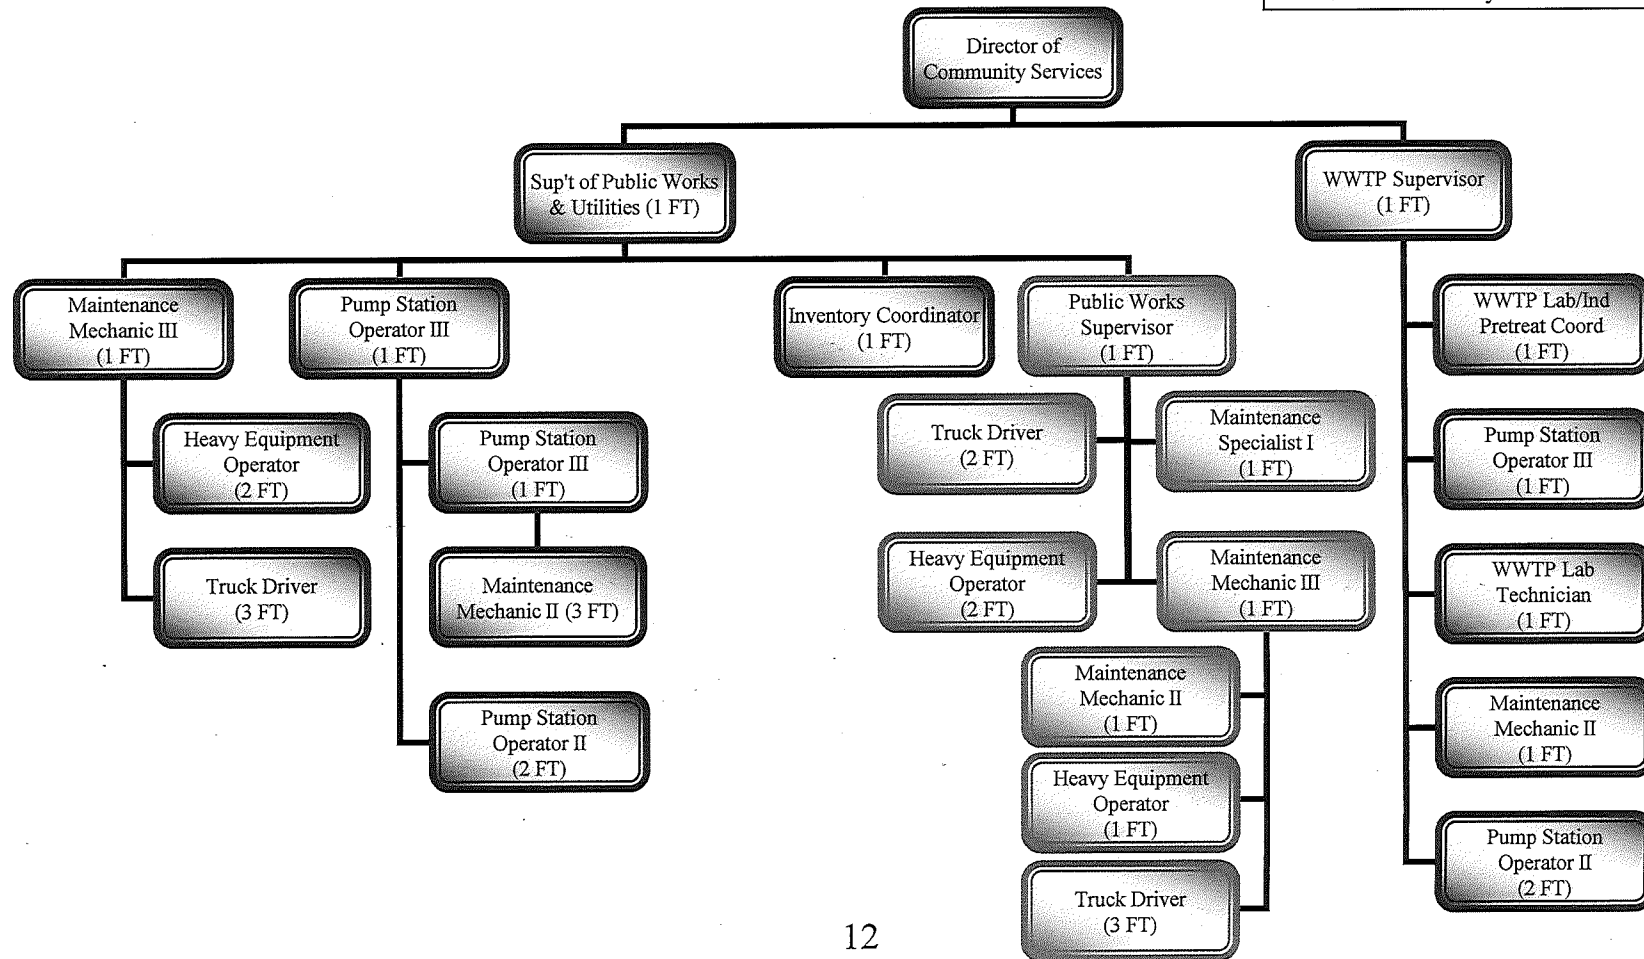 Director of
Community Services
Sup't of Public Works
& Utilities (1 FT)
WWTP Supervisor
(1 FT)
Maintenance
Mechanic III
(1 FT)
Pump Station
Operator III
(1 FT)
Inventory Coordinator
(1 FT)
Public Works
Supervisor
(1 FT)
WWTP Lab/Ind
Pretreat Coord
(1 FT)
Heavy Equipment
Operator
(2 FT)
Pump Station
Operator III
(1 FT)
Truck Driver
(2 FT)
Maintenance
Specialist I
(1 FT)
Pump Station
Operator III
(1 FT)
Truck Driver
(3 FT)
Maintenance
Mechanic II (3 FT)
Heavy Equipment
Operator
(2 FT)
Maintenance
Mechanic III
(1 FT)
WWTP Lab
Technician
(1 FT)
Pump Station
Operator II
(2 FT)
Maintenance
Mechanic II
(1 FT)
Maintenance
Mechanic II
(1 FT)
Heavy Equipment
Operator
(1 FT)
Pump Station
Operator II
(2 FT)
Truck Driver
(3 FT)
12